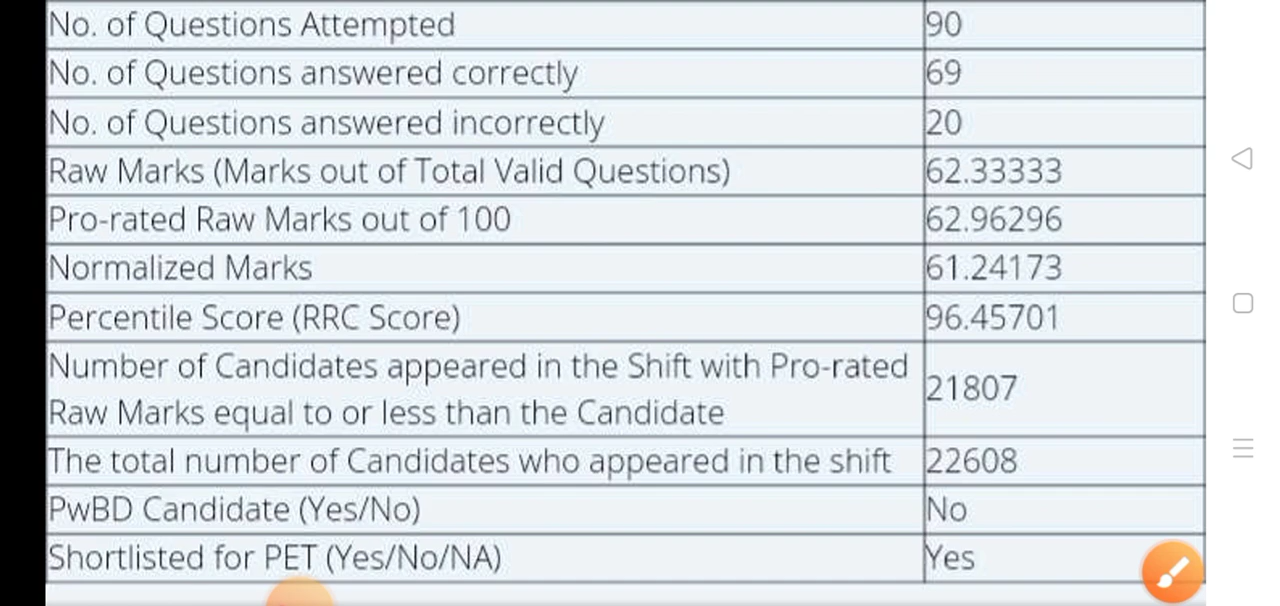 No. of Questions Attempted 90
No. of Questions answered correctly 69
No. of Questions answered incorrectly 20
Raw Marks (Marks out of Total Valid Questions) 62.33333
Pro-rated Raw Marks out of 100 62.96296
Normalized Marks 61.24173
Percentile Score (RRC Score) 96.45701
Number of Candidates appeared in the Shift with Pro-rated
Raw Marks equal to or less than the Candidate 21807
The total number of Candidates who appeared in the shift 22608
PwBD Candidate (Yes/No) No
Shortlisted for PET (Yes/No/NA) Yes